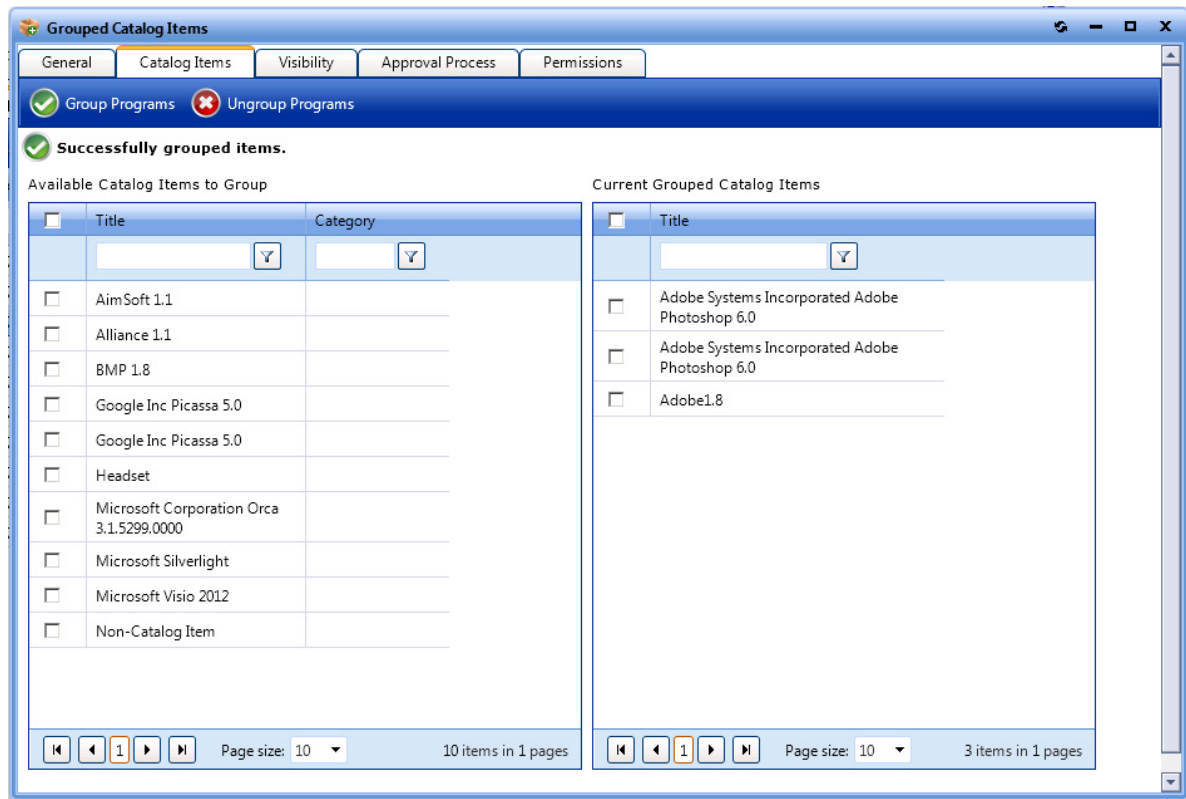 Grouped Catalog Items
General Catalog Items Visibility Approval Process Permissions
Group Programs Ungroup Programs
Successfully grouped items.
Available Catalog Items to Group
Title Category
AimSoft 1.1
Alliance 1.1
BMP 1.8
Google Inc Picassa 5.0
Google Inc Picassa 5.0
Headset
Microsoft Corporation Orca
3.1.5299.0000
Microsoft Silverlight
Microsoft Visio 2012
Non-Catalog Item
1 Page size: 10 10 items in 1 pages
Current Grouped Catalog Items
Title
Adobe Systems Incorporated Adobe
Photoshop 6.0
Adobe Systems Incorporated Adobe
Photoshop 6.0
Adobe1.8
1 Page size: 10 3 items in 1 pages